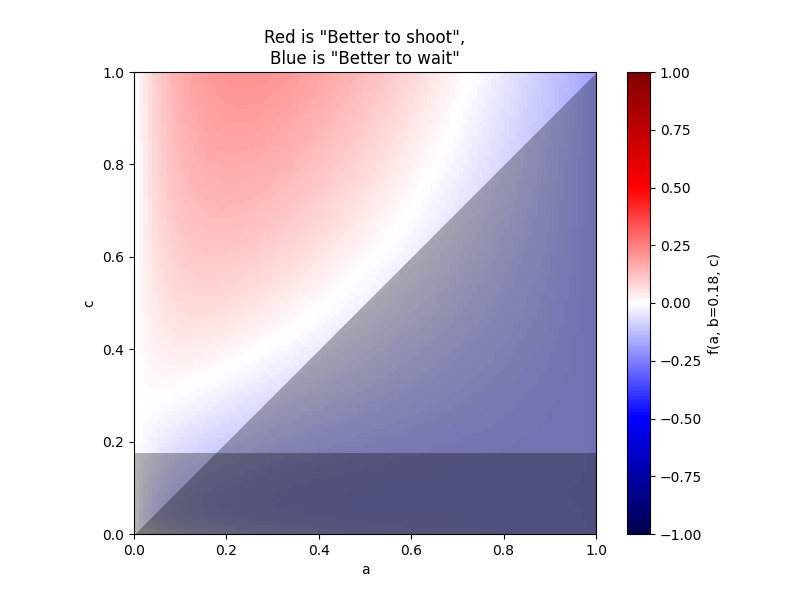 Red is "Better to shoot",
Blue is "Better to wait"
1.0
0.8
0.6
0.4
0.2
0.0
c
0.0 0.2 0.4 0.6 0.8 1.0
a
1.00
0.75
0.50
0.25
0.00
−0.25
−0.50
−0.75
−1.00
f(a, b=0.18, c)